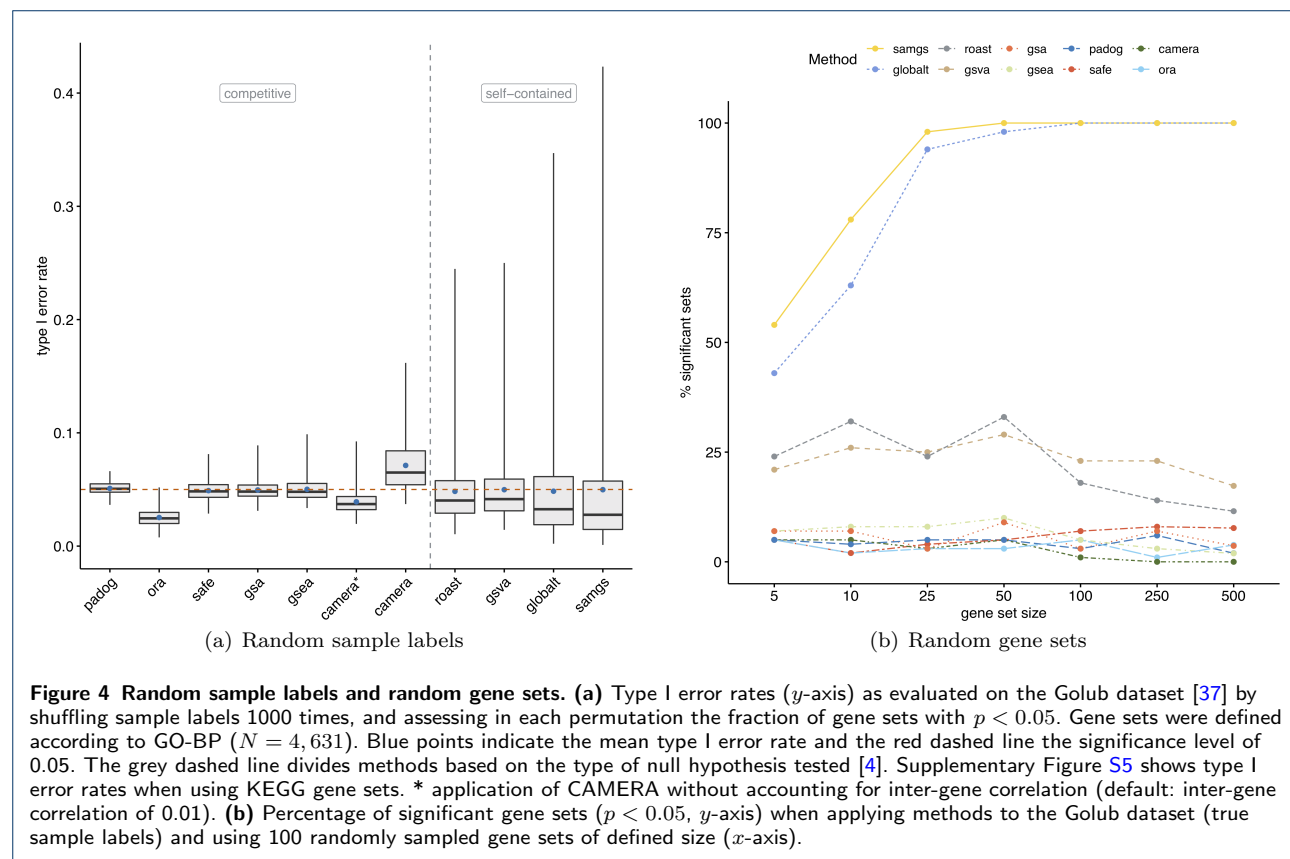 competitive
self−contained
type I error rate
0.4
0.3
0.2
0.1
0.0
padog
ora
safe
gsa
gsea
camera*
camera
roast
gsva
globalt
samgs
(a) Random sample labels
Method
samgs
roast
gsa
padog
camera
globalt
gsva
gsea
safe
ora
% significant sets
100
75
50
25
0
5
10
25
50
100
250
500
gene set size
(b) Random gene sets
Figure 4 Random sample labels and random gene sets. (a) Type I error rates (y-axis) as evaluated on the Golub dataset [37] by
shuffling sample labels 1000 times, and assessing in each permutation the fraction of gene sets with p < 0.05. Gene sets were defined
according to GO-BP (N = 4, 631). Blue points indicate the mean type I error rate and the red dashed line the significance level of
0.05. The grey dashed line divides methods based on the type of null hypothesis tested [4]. Supplementary Figure S5 shows type I
error rates when using KEGG gene sets. * application of CAMERA without accounting for inter-gene correlation (default: inter-gene
correlation of 0.01). (b) Percentage of significant gene sets (p < 0.05, y-axis) when applying methods to the Golub dataset (true
sample labels) and using 100 randomly sampled gene sets of defined size (x-axis).